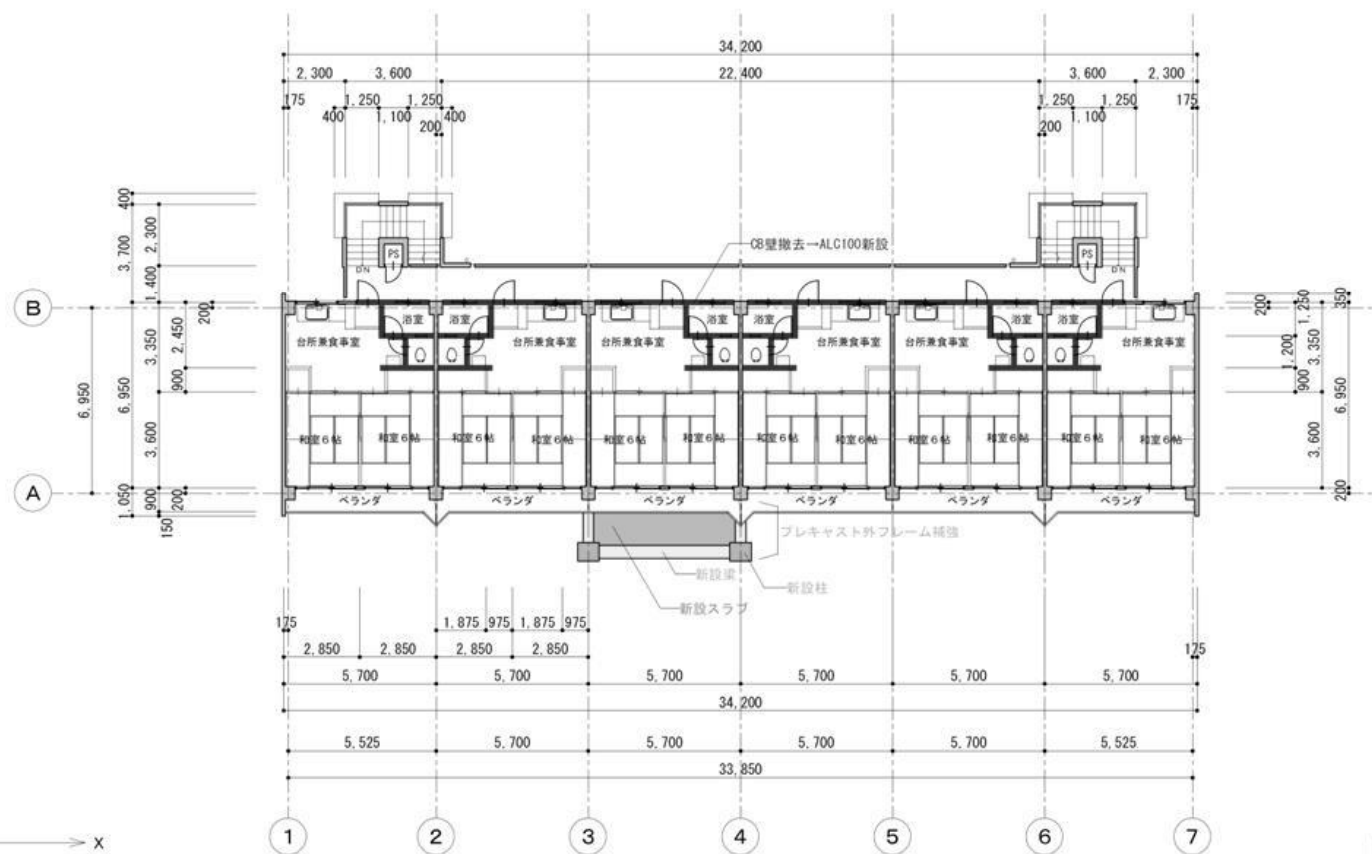 34,200
2,300 3,600 22,400 3,600 2,300
175 1,250 1,250 1,250 1,250 175
400 1,100 400 1,100
200 200
400
3,700 2,300
1,400
PS PS
DN DN
CB壁撤去→ALC100新設
B
200 200 1,250 350
浴室 浴室 浴室 浴室 浴室 浴室
台所兼食事室 台所兼食事室 台所兼食事室 台所兼食事室 台所兼食事室 台所兼食事室
6,950 6,950 3,350 2,450 1,200 3,350 6,950
900 900
和室6帖 和室6帖 和室6帖 和室6帖 和室6帖 和室6帖 和室6帖 和室6帖 和室6帖 和室6帖 和室6帖 和室6帖
3,600 3,600
A
ベランダ ベランダ ベランダ ベランダ ベランダ ベランダ
1,050 900 200 200
150
プレキャスト外フレーム補強
新設梁
新設柱
新設スラブ
175 1,875 975 1,875 975
2,850 2,850 2,850 2,850 175
5,700 5,700 5,700 5,700 5,700 5,700
34,200
5,525 5,700 5,700 5,700 5,700 5,525
33,850
X 1 2 3 4 5 6 7